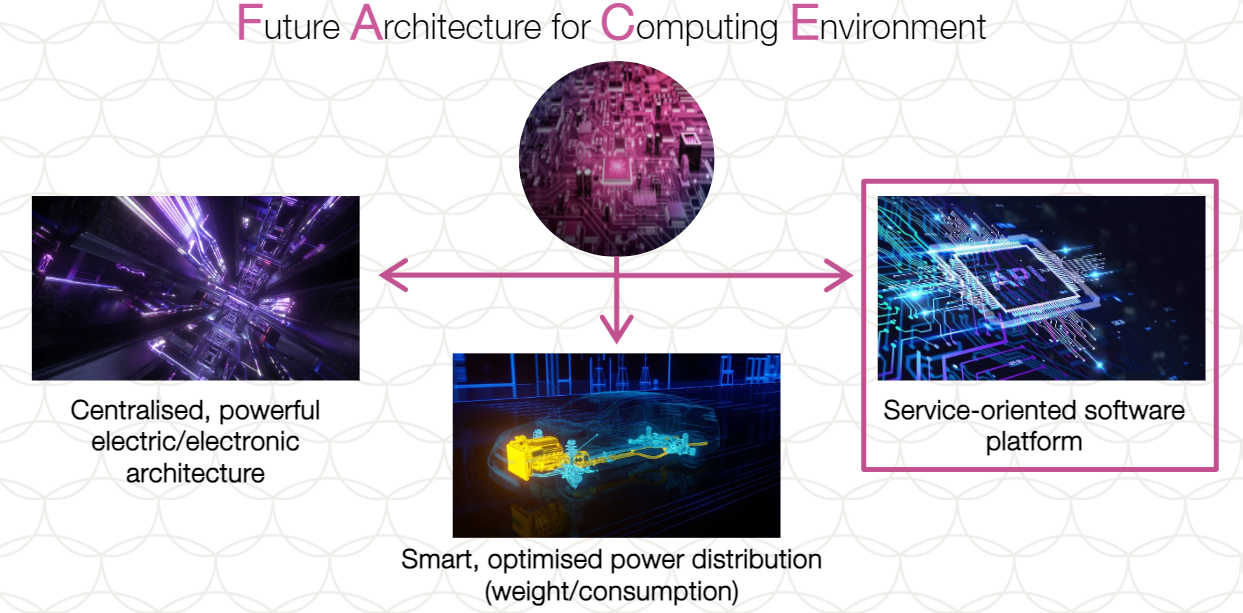 Future Architecture for Computing Environment
API
Centralised, powerful
electric/electronic
architecture
Service-oriented software
platform
Smart, optimised power distribution
(weight/consumption)